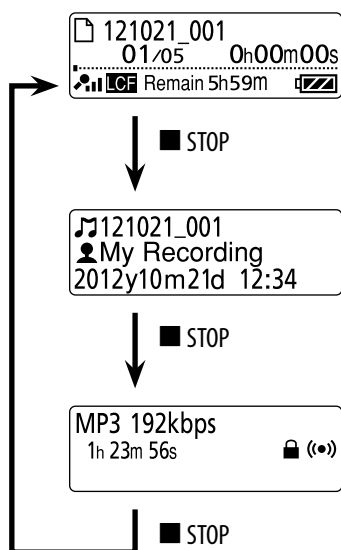 121021_001
01/05 0h00m00s
LCF Remain 5h59m
STOP
121021_001
My Recording
2012y10m21d 12:34
STOP
MP3 192kbps
1h 23m 56s
STOP